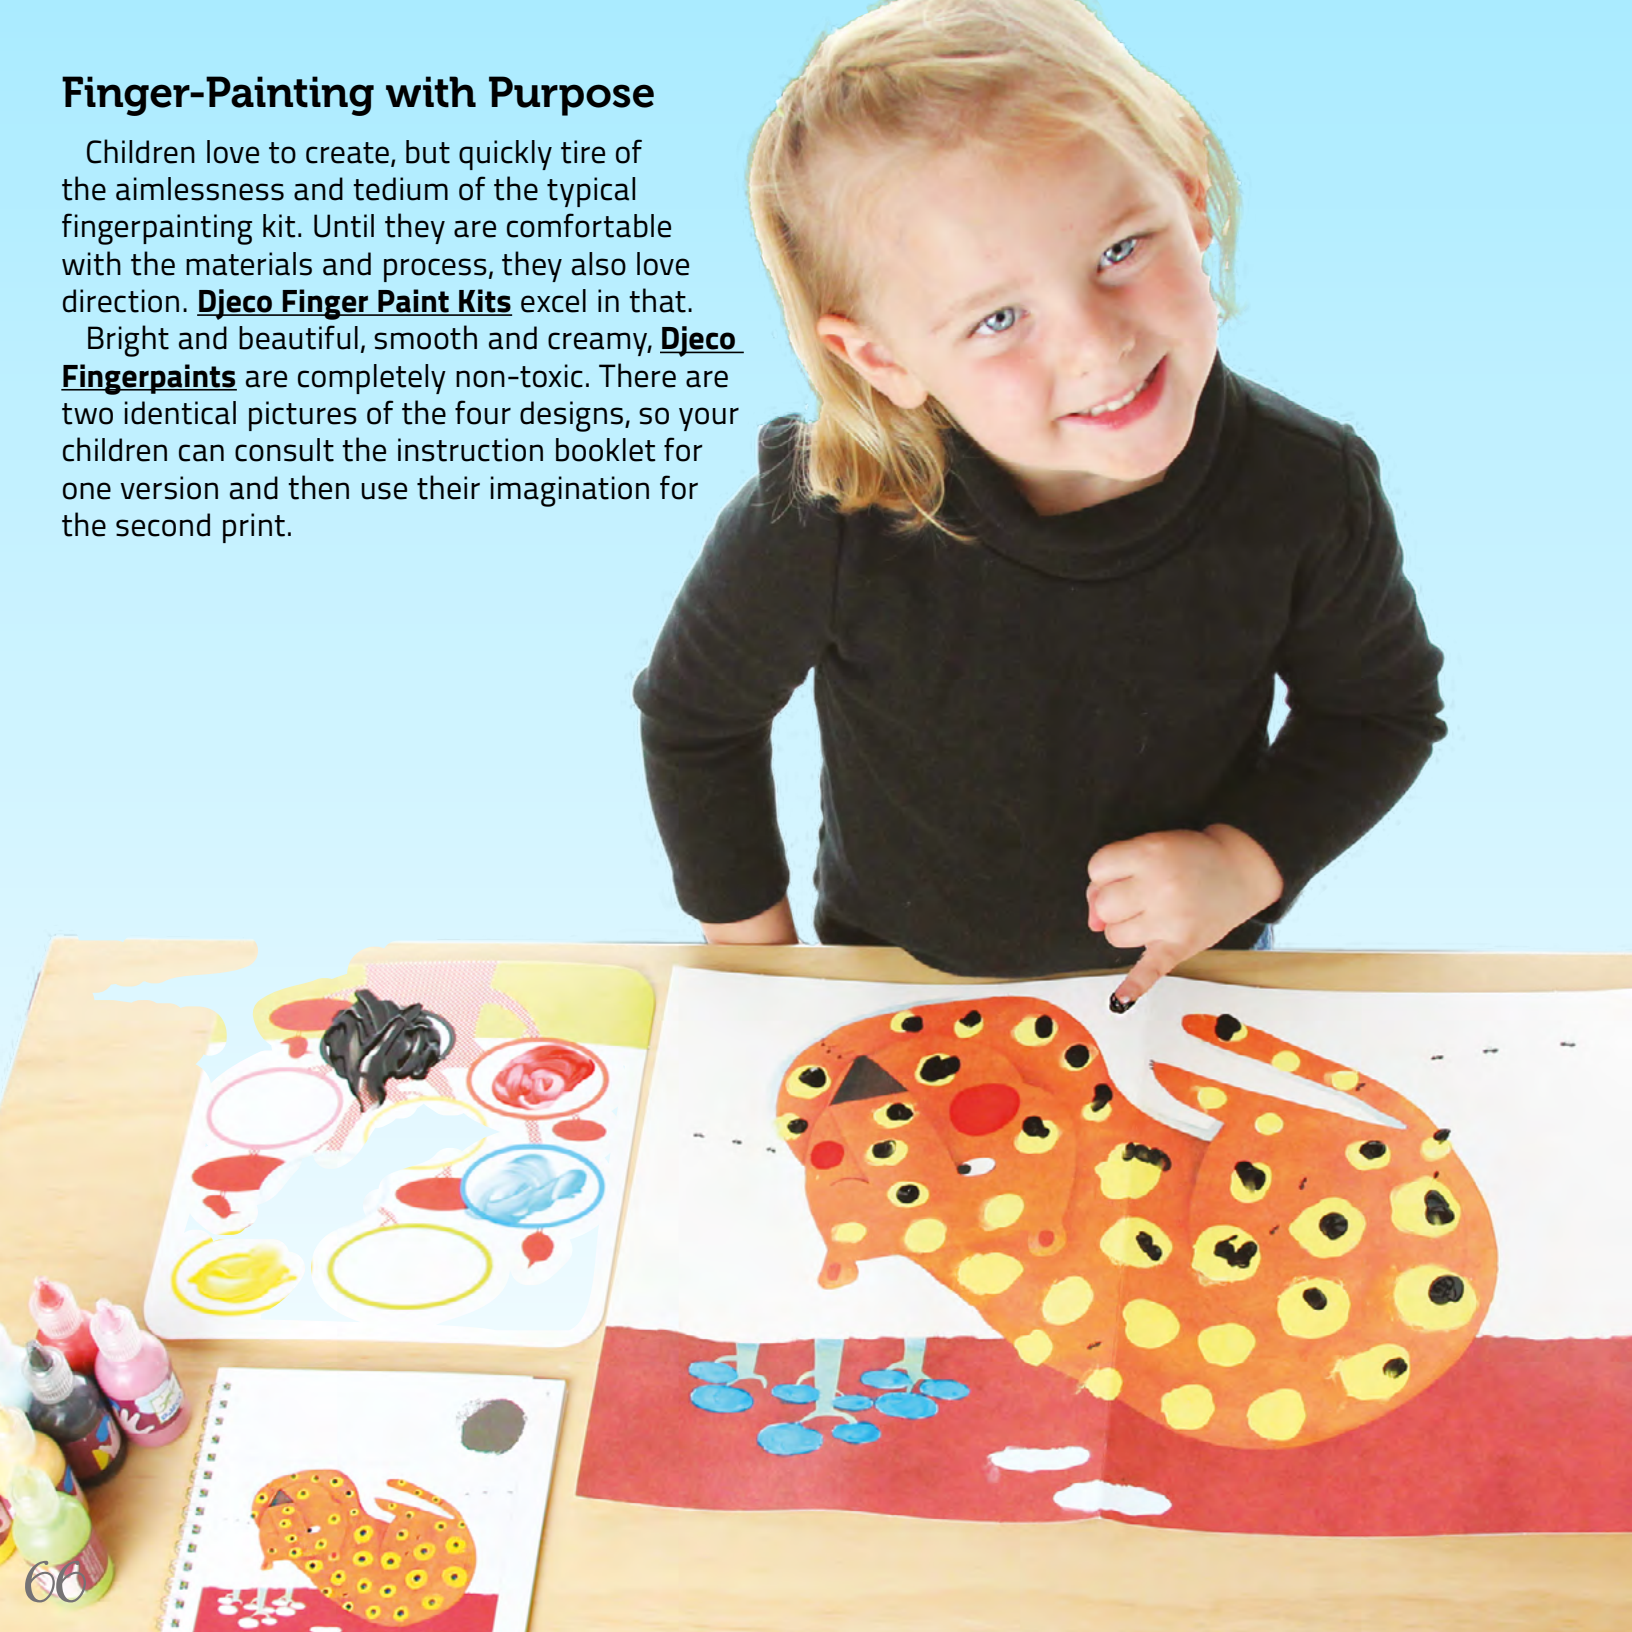 Finger-Painting with Purpose
Children love to create, but quickly tire of
the aimlessness and tedium of the typical
fingerpainting kit. Until they are comfortable
with the materials and process, they also love
direction. Djeco Finger Paint Kits excel in that.
Bright and beautiful, smooth and creamy, Djeco
Fingerpaints are completely non-toxic. There are
two identical pictures of the four designs, so your
children can consult the instruction booklet for
one version and then use their imagination for
the second print.
66